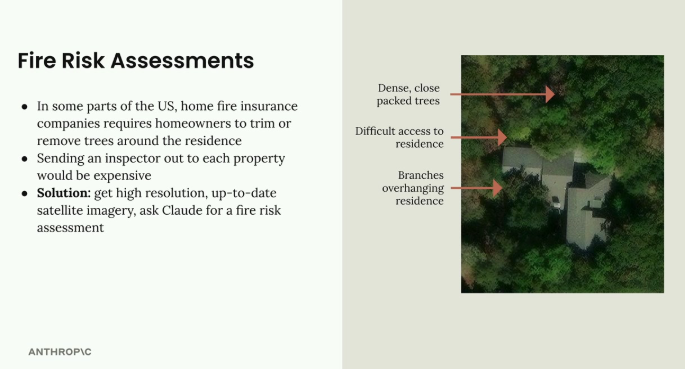 Fire Risk Assessments
● In some parts of the US, home fire insurance
companies requires homeowners to trim or
remove trees around the residence
● Sending an inspector out to each property
would be expensive
● Solution: get high resolution, up-to-date
satellite imagery, ask Claude for a fire risk
assessment
Dense, close
packed trees
Difficult access to
residence
Branches
overhanging
residence
ANTHROP\C